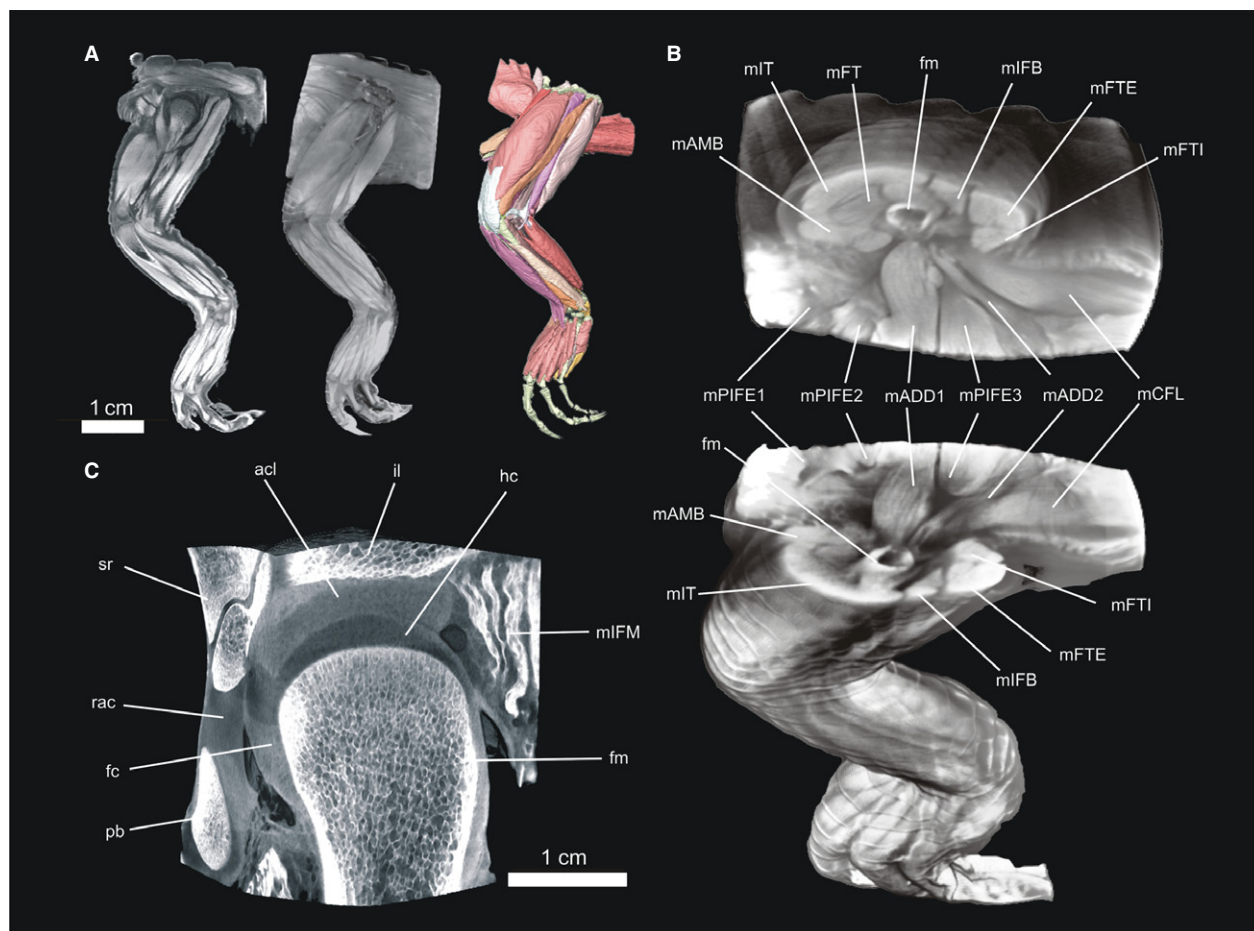 A
1 cm
B
mIT
mFT
fm
mIFB
mFTE
mFTI
mAMB
mPIFE1
mPIFE2
mADD1
mPIFE3
mADD2
mCFL
fm
mAMB
mIT
mFTI
mFTE
mIFB
C
acl
il
hc
sr
mIFM
rac
fc
fm
pb
1 cm